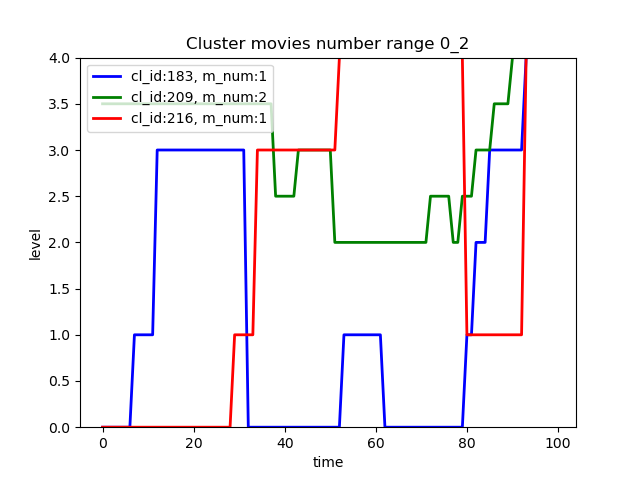 Cluster movies number range 0_2
cl_id:183, m_num:1
cl_id:209, m_num:2
cl_id:216, m_num:1
4.0
3.5
3.0
2.5
2.0
1.5
1.0
0.5
0.0
level
0 20 40 60 80 100
time